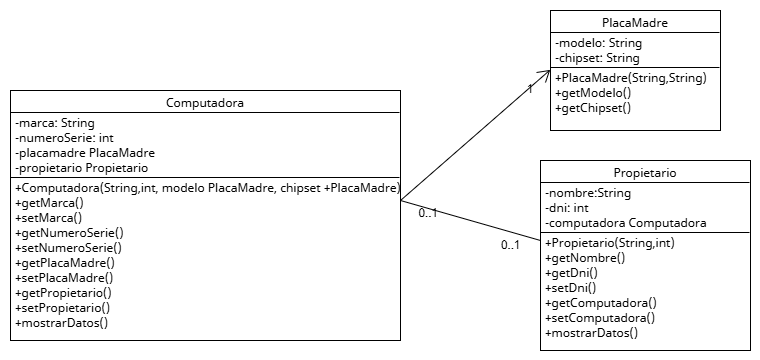 Computadora
-marca: String
-numeroSerie: int
-placamadre PlacaMadre
-propietario Propietario
+Computadora(String,int, modelo PlacaMadre, chipset +PlacaMadre)
+getMarca()
+setMarca()
+getNumeroSerie()
+setNumeroSerie()
+getPlacaMadre()
+setPlacaMadre()
+getPropietario()
+setPropietario()
+mostrarDatos()
1
0..1
0..1
PlacaMadre
-modelo: String
-chipset: String
+PlacaMadre(String,String)
+getModelo()
+getChipset()
Propietario
-nombre:String
-dni: int
-computadora Computadora
+Propietario(String,int)
+getNombre()
+getDni()
+setDni()
+getComputadora()
+setComputadora()
+mostrarDatos()